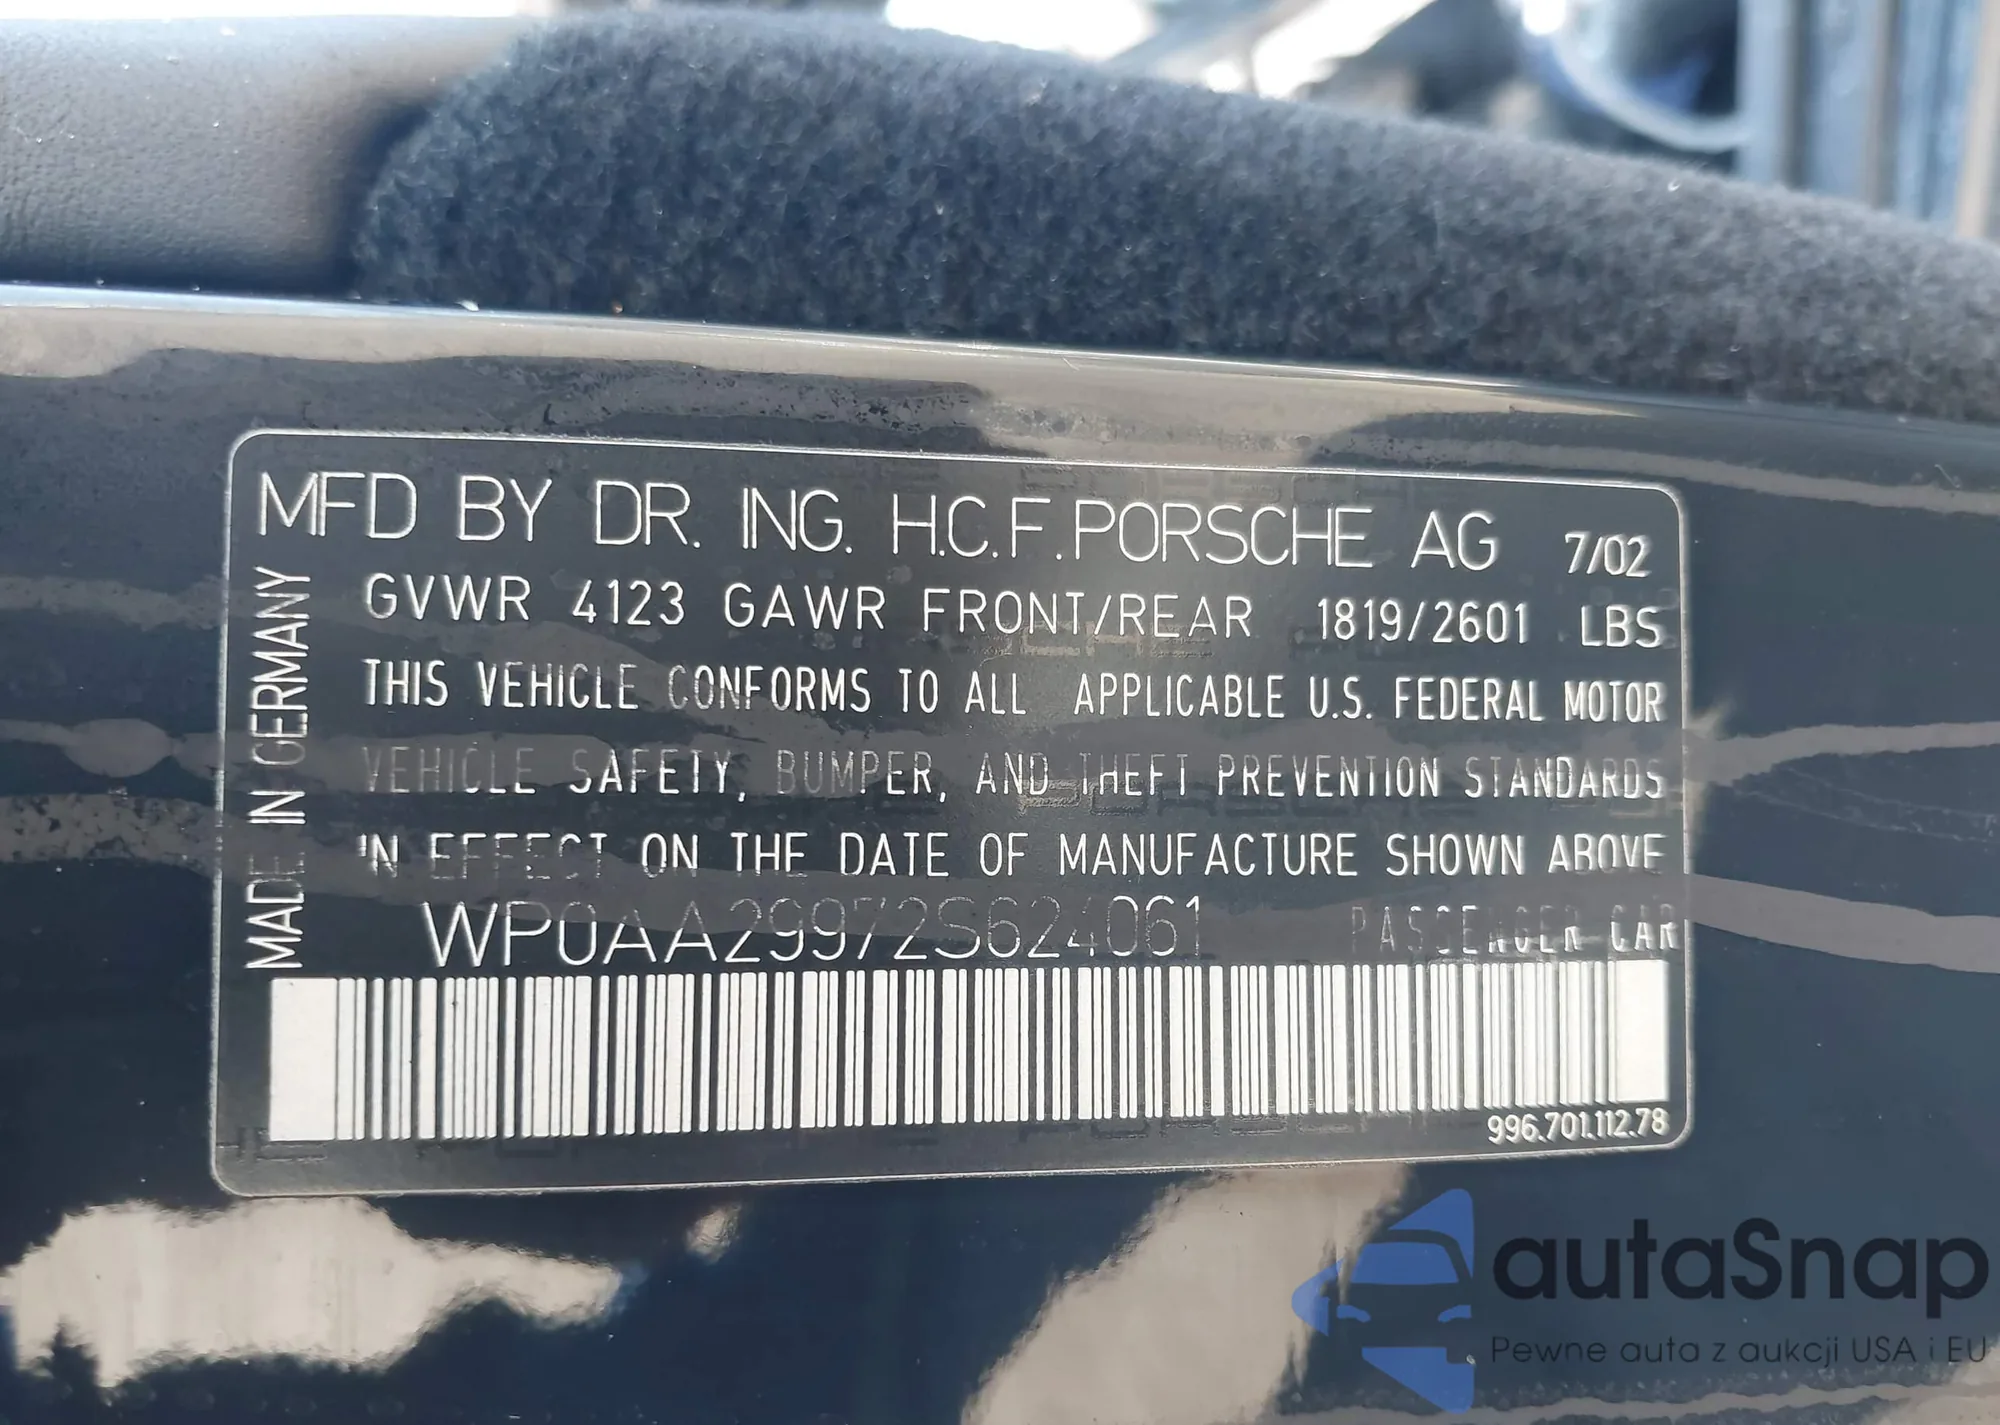 MFD BY DR. ING. H.C.F. PORSCHE AG 7/02
GVWR 4123 GAWR FRONT/REAR 1819/2601 LBS
THIS VEHICLE CONFORMS TO ALL APPLICABLE U.S. FEDERAL MOTOR
VEHICLE SAFETY, BUMPER, AND THEFT PREVENTION STANDARDS
IN EFFECT ON THE DATE OF MANUFACTURE SHOWN ABOVE
WP0AA29972S624061 PASSENGER CAR
MADE IN GERMANY
996.701.112.78
autaSnap
Pewne auta z aukcji USA i EU